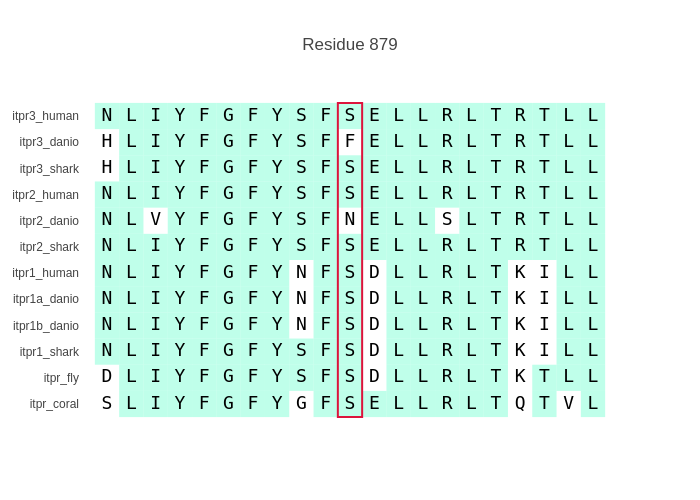 Residue 879
itpr3_human N L I Y F G F Y S F S E L L R L T R T L L
itpr3_danio H L I Y F G F Y S F F E L L R L T R T L L
itpr3_shark H L I Y F G F Y S F S E L L R L T R T L L
itpr2_human N L I Y F G F Y S F S E L L R L T R T L L
itpr2_danio N L V Y F G F Y S F N E L L S L T R T L L
itpr2_shark N L I Y F G F Y S F S E L L R L T R T L L
itpr1_human N L I Y F G F Y N F S D L L R L T K I L L
itpr1a_danio N L I Y F G F Y N F S D L L R L T K I L L
itpr1b_danio N L I Y F G F Y N F S D L L R L T K I L L
itpr1_shark N L I Y F G F Y S F S D L L R L T K I L L
itpr_fly D L I Y F G F Y S F S D L L R L T K T L L
itpr_coral S L I Y F G F Y G F S E L L R L T Q T V L